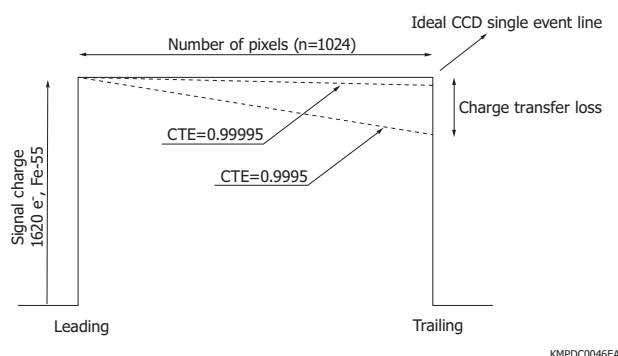 Ideal CCD single event line
Number of pixels (n=1024)
Charge transfer loss
CTE=0.99995
CTE=0.9995
Signal charge
1620 e-, Fe-55
Leading
Trailing
KMPDC0046EA